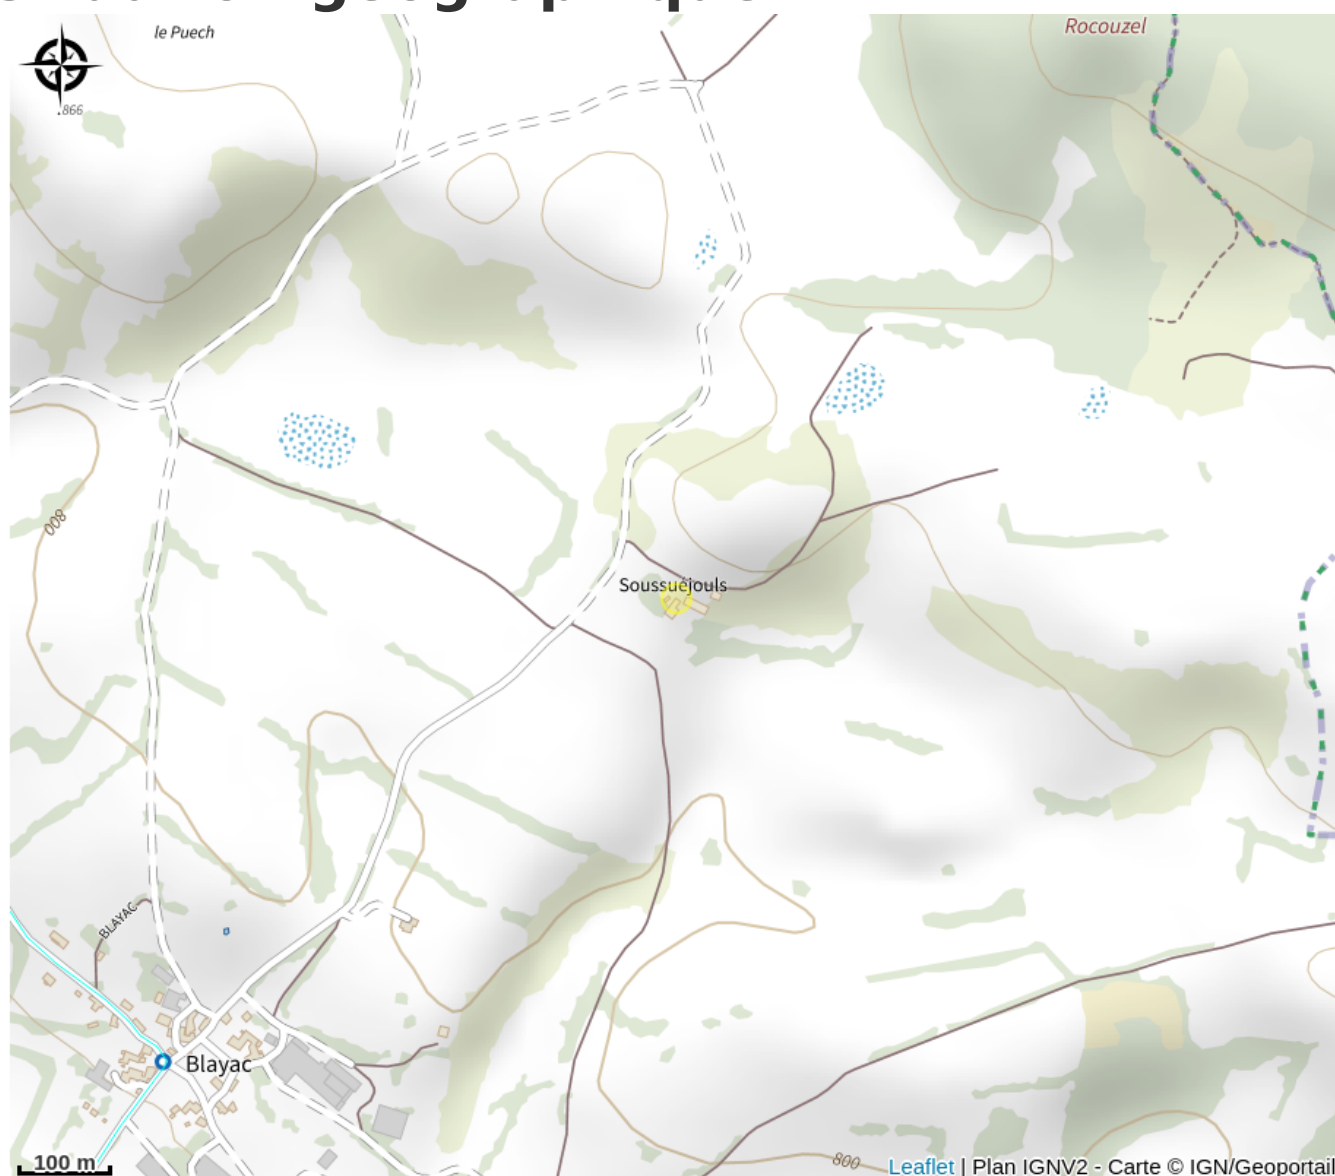 le Puech
Rocouzel
.866
800
Soussuéjouls
BLAYAC
Blayac
100 m
800
Leaflet | Plan IGNV2 - Carte © IGN/Geoportail